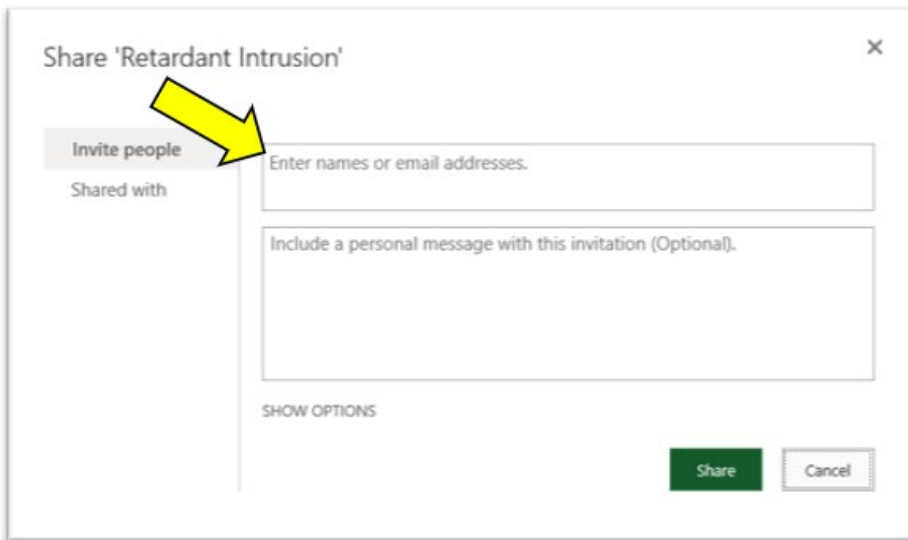 Share 'Retardant Intrusion'
×
Invite people
Enter names or email addresses.
Shared with
Include a personal message with this invitation (Optional).
SHOW OPTIONS
Share
Cancel